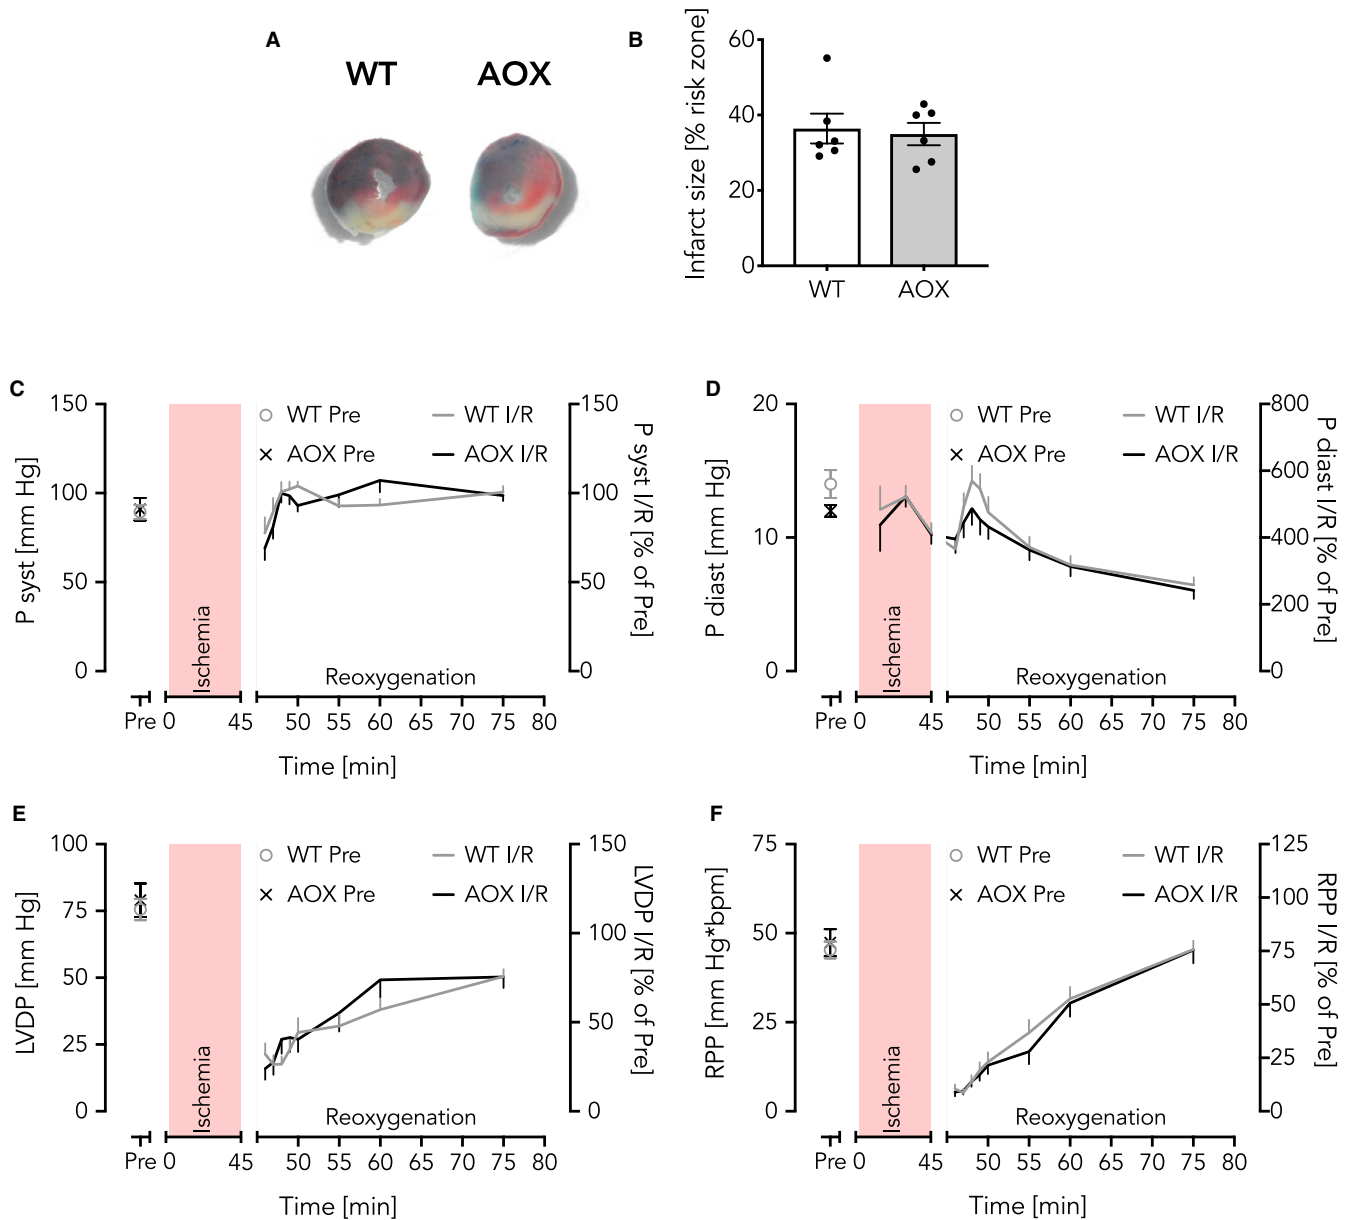 A
WT AOX
B
Infarct size [% risk zone]
60
40
20
0
WT AOX
C
P syst [mm Hg]
150
100
50
0
WT Pre
AOX Pre
WT I/R
AOX I/R
150
100
50
0
P syst I/R [% of Pre]
Ischemia
Reoxygenation
Pre 0 45 50 55 60 65 70 75 80
Time [min]
D
P diast [mm Hg]
20
10
0
WT Pre
AOX Pre
WT I/R
AOX I/R
800
600
400
200
0
P diast I/R [% of Pre]
Ischemia
Reoxygenation
Pre 0 45 50 55 60 65 70 75 80
Time [min]
E
LVDP [mm Hg]
100
75
50
25
0
WT Pre
AOX Pre
WT I/R
AOX I/R
150
100
50
0
LVDP I/R [% of Pre]
Ischemia
Reoxygenation
Pre 0 45 50 55 60 65 70 75 80
Time [min]
F
RPP [mm Hg*bpm]
75
50
25
0
WT Pre
AOX Pre
WT I/R
AOX I/R
125
100
75
50
25
0
RPP I/R [% of Pre]
Ischemia
Reoxygenation
Pre 0 45 50 55 60 65 70 75 80
Time [min]